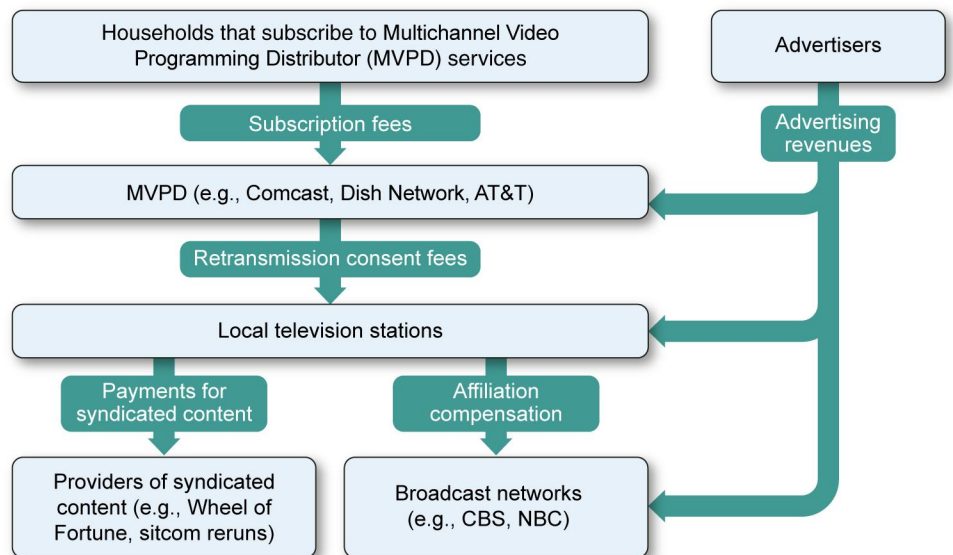 Households that subscribe to Multichannel Video
Programming Distributor (MVPD) services
Advertisers
Subscription fees
Advertising
revenues
MVPD (e.g., Comcast, Dish Network, AT&T)
Retransmission consent fees
Local television stations
Payments for
syndicated content
Affiliation
compensation
Providers of syndicated
content (e.g., Wheel of
Fortune, sitcom reruns)
Broadcast networks
(e.g., CBS, NBC)